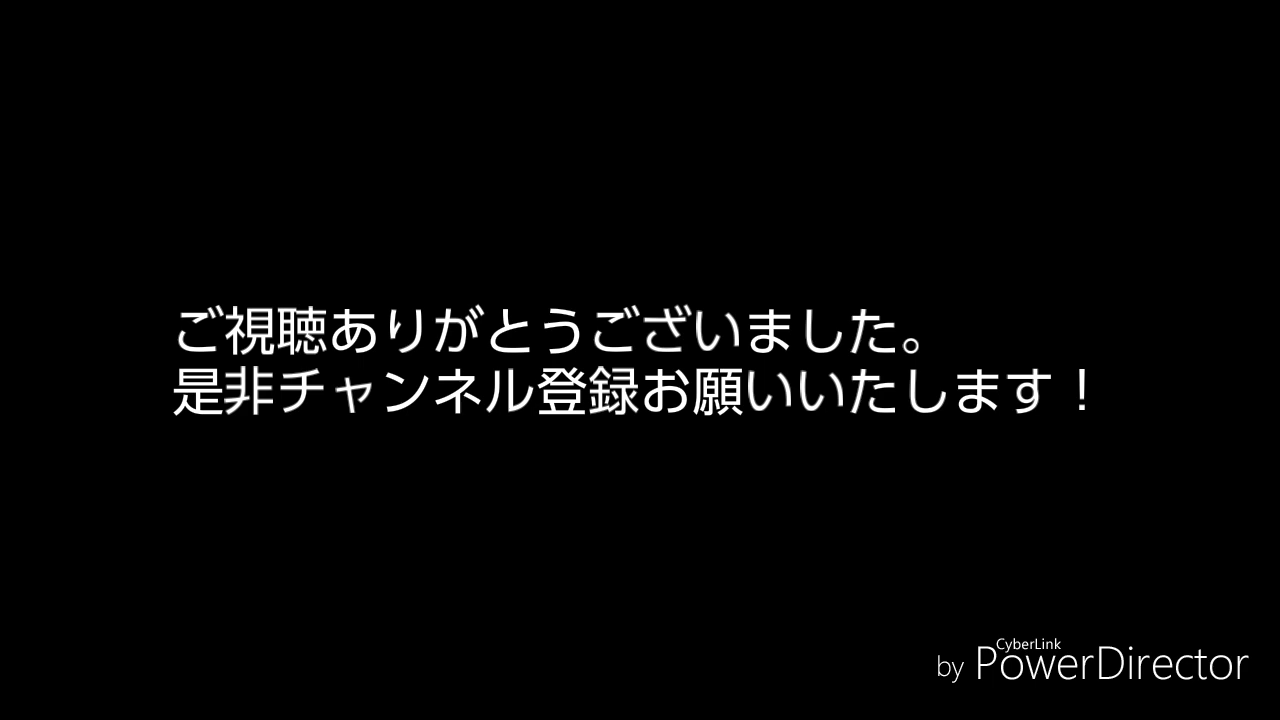 ご視聴ありがとうございました。
是非チャンネル登録お願いいたします！
CyberLink
by PowerDirector